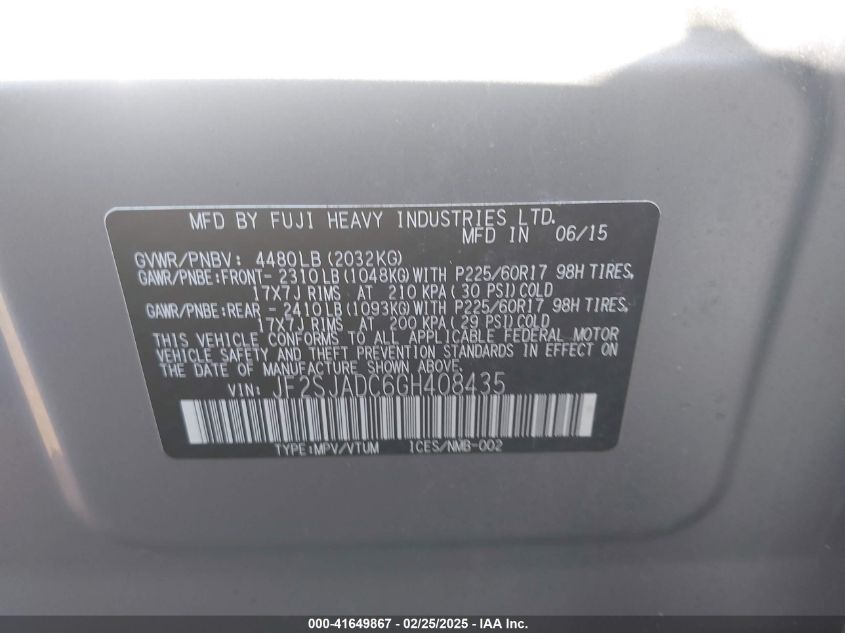 MFD BY FUJI HEAVY INDUSTRIES LTD.
MFD IN 06/15
GVWR/PNBV: 4480LB (2032KG)
GAWR/PNBE:FRONT- 2310LB(1048KG)WITH P225/60R17 98H TIRES,
17X7J RIMS AT 210 KPA( 30 PSI)COLD
GAWR/PNBE:REAR - 2410LB(1093KG)WITH P225/60R17 98H TIRES,
17X7J RIMS AT 200 KPA( 29 PSI)COLD
THIS VEHICLE CONFORMS TO ALL APPLICABLE FEDERAL MOTOR
VEHICLE SAFETY AND THEFT PREVENTION STANDARDS IN EFFECT ON
THE DATE OF MANUFACTURE SHOWN ABOVE.
VIN: JF2SJADC6GH408435
TYPE:MPV/VTUM ICES/NMB-002
000-41649867 - 02/25/2025 - IAA Inc.